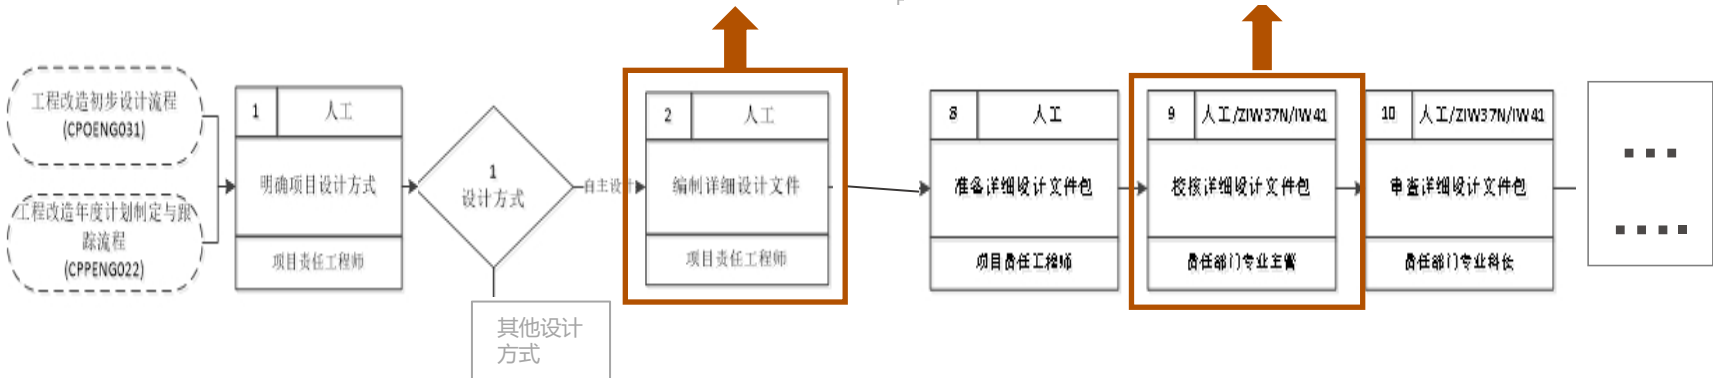 工程改造初步设计流程
(CPOENG031)
工程改造年度计划制定与跟
踪流程
(CPPENG022)
1
人工
明确项目设计方式
项目责任工程师
1
设计方式
其他设计
方式
自主设计
2
人工
编制详细设计文件
项目责任工程师
8
人工
准备详细设计文件包
项目责任工程师
9
人工/ZIW37N/IW41
校核详细设计文件包
责任部门专业主管
10
人工/ZIW37N/IW41
审查详细设计文件包
责任部门专业科长
...
....